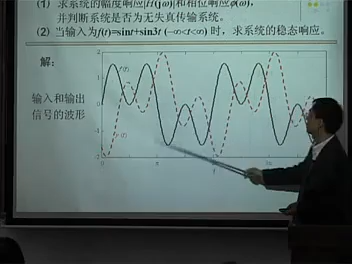 (1) 求系统的幅度响应|H(jω)|和相位响应φ(ω),
并判断系统是否为无失真传输系统。
(2) 当输入为f(t)=sint+sin3t (−∞<t<∞) 时，求系统的稳态响应。
解:
输入和输出
信号的波形
f(t)
y(t)
2
1
0
-1
-2
0
π
t
2π